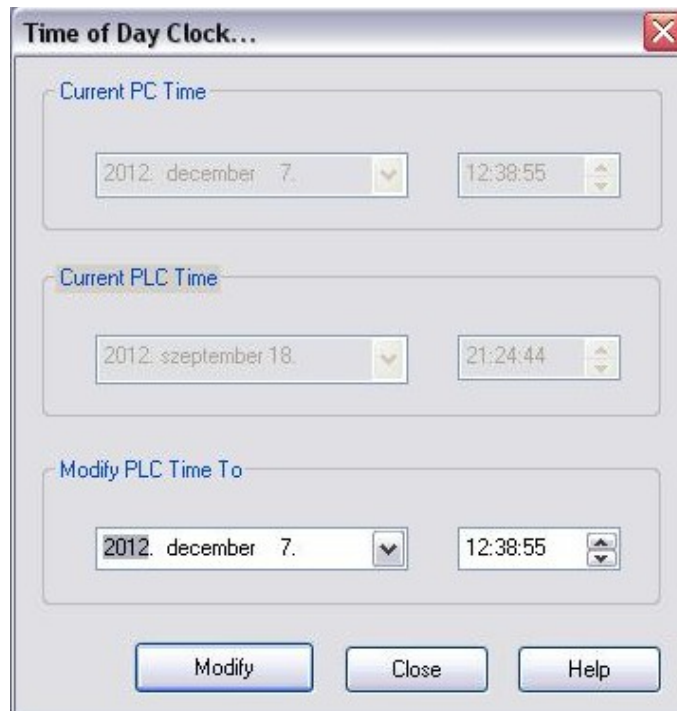 Time of Day Clock...
Current PC Time
2012. december 7. 12:38:55
Current PLC Time
2012. szeptember 18. 21:24:44
Modify PLC Time To
2012. december 7. 12:38:55
Modify Close Help